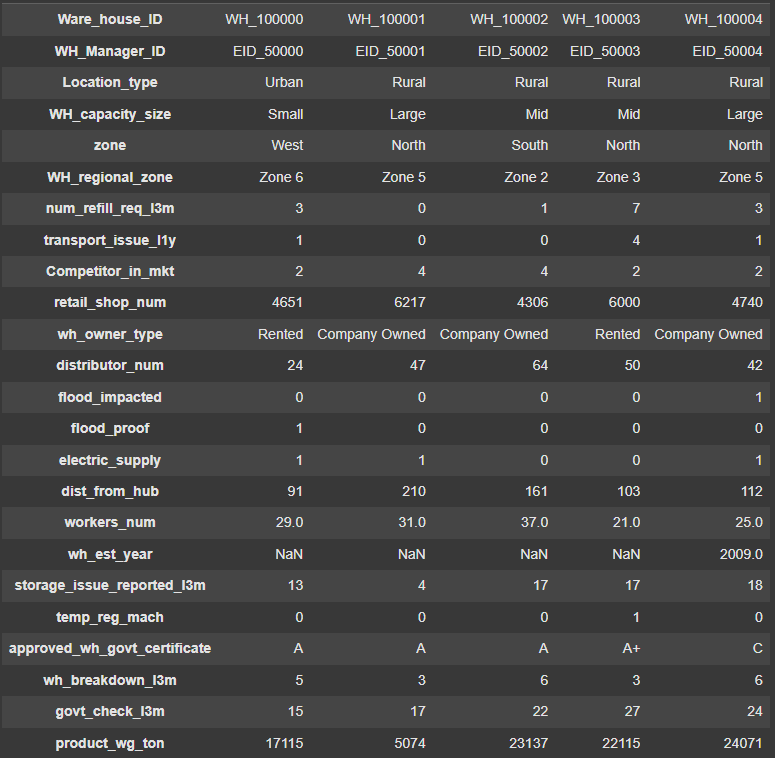 Ware_house_ID WH_100000 WH_100001 WH_100002 WH_100003 WH_100004
WH_Manager_ID EID_50000 EID_50001 EID_50002 EID_50003 EID_50004
Location_type Urban Rural Rural Rural Rural
WH_capacity_size Small Large Mid Mid Large
zone West North South North North
WH_regional_zone Zone 6 Zone 5 Zone 2 Zone 3 Zone 5
num_refill_req_l3m 3 0 1 7 3
transport_issue_l1y 1 0 0 4 1
Competitor_in_mkt 2 4 4 2 2
retail_shop_num 4651 6217 4306 6000 4740
wh_owner_type Rented Company Owned Company Owned Rented Company Owned
distributor_num 24 47 64 50 42
flood_impacted 0 0 0 0 1
flood_proof 1 0 0 0 0
electric_supply 1 1 0 0 1
dist_from_hub 91 210 161 103 112
workers_num 29.0 31.0 37.0 21.0 25.0
wh_est_year NaN NaN NaN NaN 2009.0
storage_issue_reported_l3m 13 4 17 17 18
temp_reg_mach 0 0 0 1 0
approved_wh_govt_certificate A A A A+ C
wh_breakdown_l3m 5 3 6 3 6
govt_check_l3m 15 17 22 27 24
product_wg_ton 17115 5074 23137 22115 24071